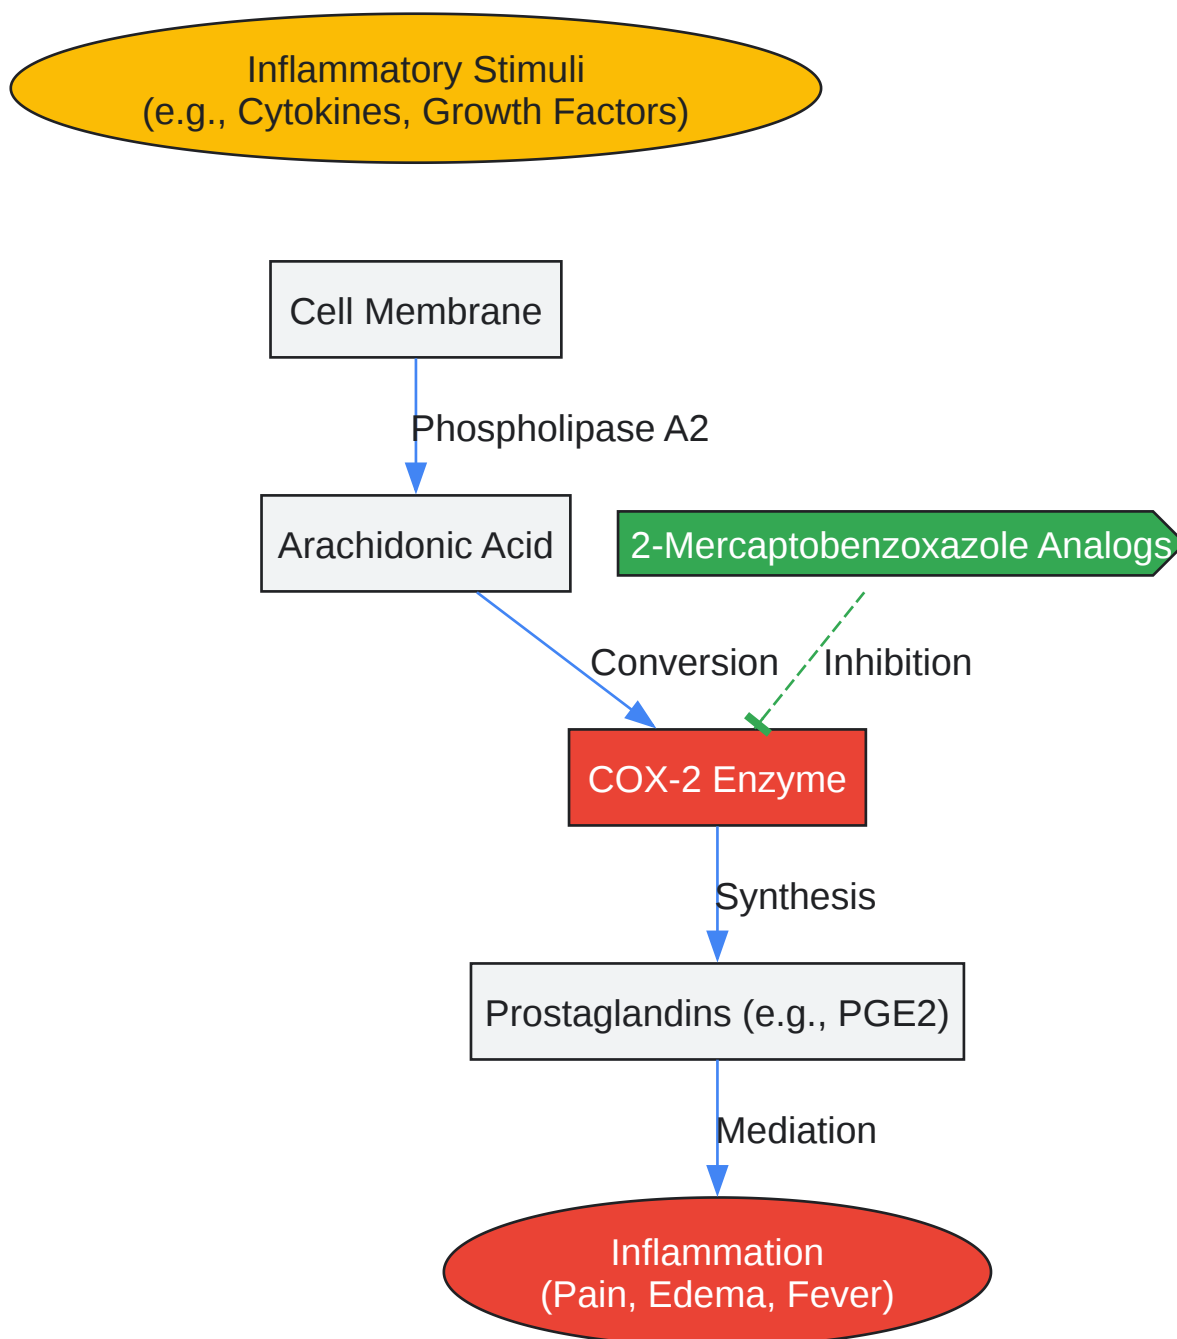 Inflammatory Stimuli
(e.g., Cytokines, Growth Factors)
Cell Membrane
Phospholipase A2
Arachidonic Acid
2-Mercaptobenzoxazole Analogs
Conversion
Inhibition
COX-2 Enzyme
Synthesis
Prostaglandins (e.g., PGE2)
Mediation
Inflammation
(Pain, Edema, Fever)